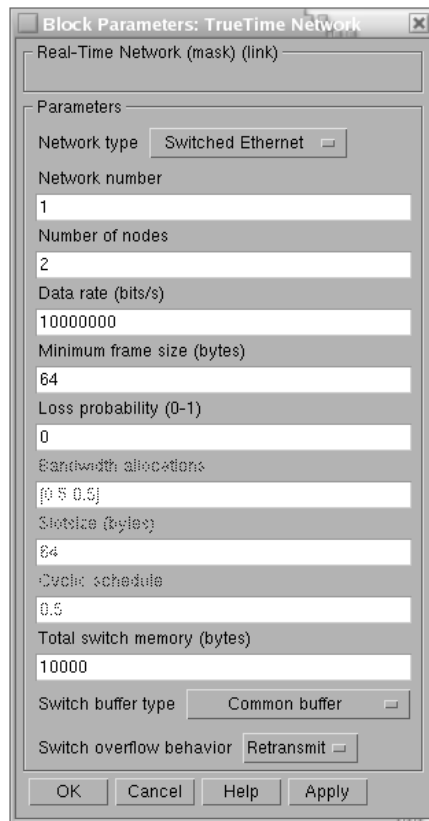 Block Parameters: TrueTime Network
Real-Time Network (mask) (link)
Parameters
Network type Switched Ethernet
Network number
1
Number of nodes
2
Data rate (bits/s)
10000000
Minimum frame size (bytes)
64
Loss probability (0-1)
0
Bandwidth allocations
[0.5 0.5]
Slotsize (bytes)
64
Cyclic schedule
0.5
Total switch memory (bytes)
10000
Switch buffer type Common buffer
Switch overflow behavior Retransmit
OK Cancel Help Apply